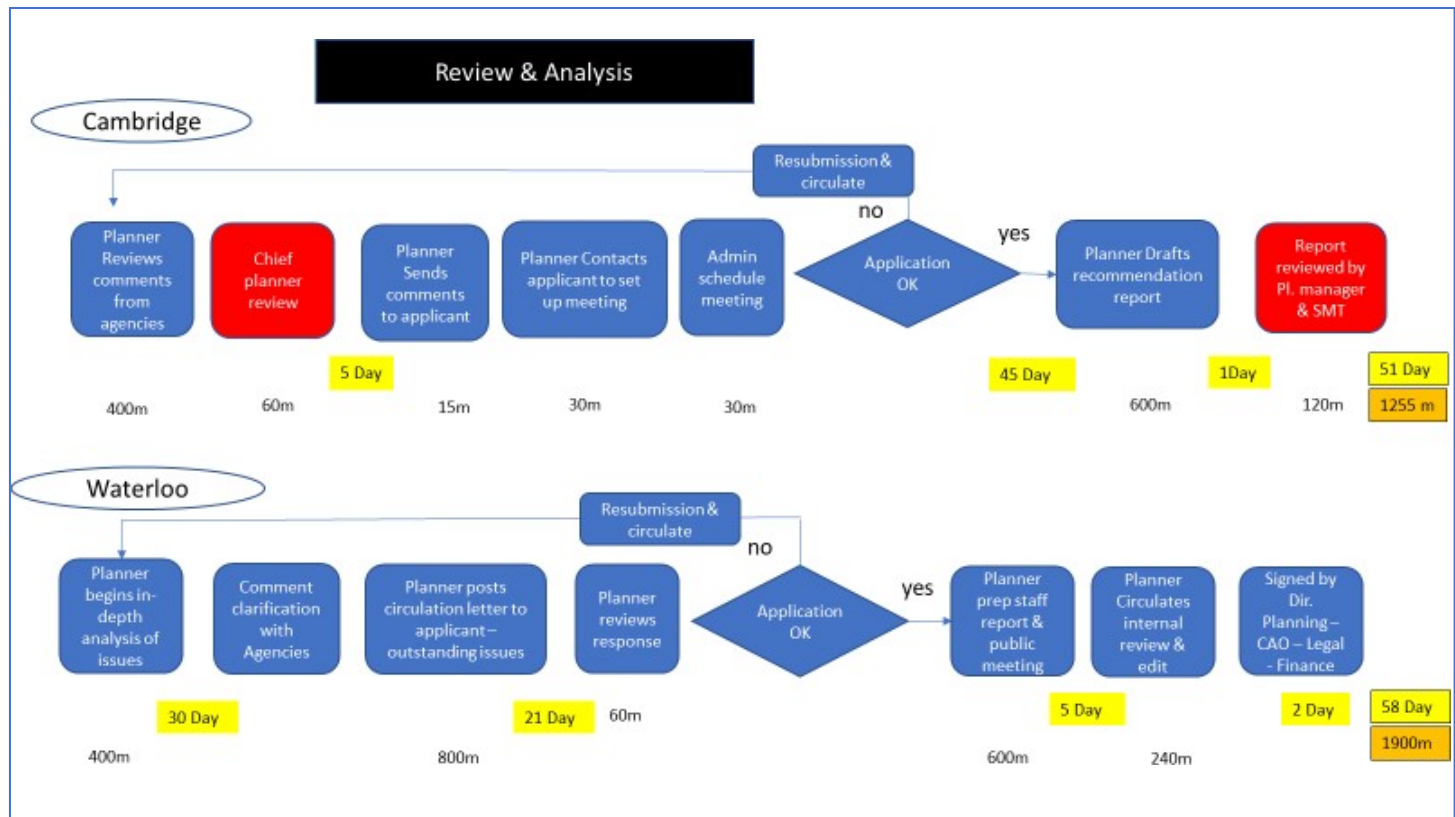 Review & Analysis
Cambridge
Resubmission &
circulate
no
yes
Planner
Reviews
comments
from
agencies
Chief
planner
review
Planner
Sends
comments
to applicant
Planner Contacts
applicant to set
up meeting
Admin
schedule
meeting
Application
OK
Planner Drafts
recommendation
report
Report
reviewed by
Pl. manager
& SMT
5 Day
45 Day
1Day
51 Day
400m
60m
15m
30m
30m
600m
120m
1255 m
Waterloo
Resubmission &
circulate
no
yes
Planner
begins in-
depth
analysis of
issues
Comment
clarification
with
Agencies
Planner posts
circulation letter to
applicant –
outstanding issues
Planner
reviews
response
Application
OK
Planner
prep staff
report &
public
meeting
Planner
Circulates
internal
review &
edit
Signed by
Dir.
Planning –
CAO – Legal
- Finance
30 Day
21 Day
60m
5 Day
2 Day
58 Day
400m
800m
600m
240m
1900m